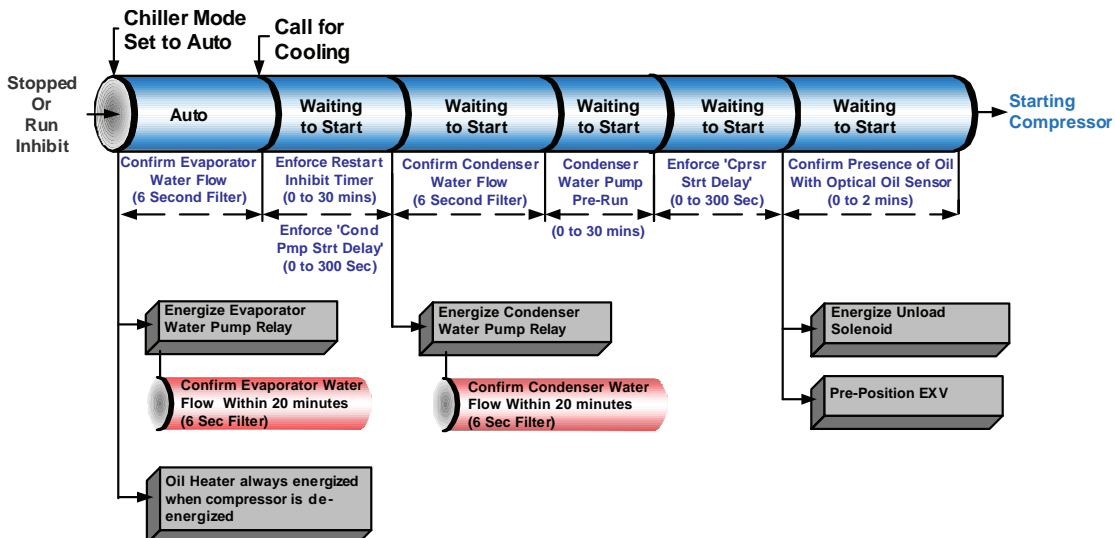 Chiller Mode
Set to Auto
Call for
Cooling
Stopped
Or
Run
Inhibit
Auto
Waiting
to Start
Waiting
to Start
Waiting
to Start
Waiting
to Start
Waiting
to Start
Starting
Compressor
Confirm Evaporator
Water Flow
(6 Second Filter)
Enforce Restart
Inhibit Timer
(0 to 30 mins)
Enforce 'Cond
Pmp Strt Delay'
(0 to 300 Sec)
Confirm Condenser
Water Flow
(6 Second Filter)
Condenser
Water Pump
Pre-Run
(0 to 30 mins)
Enforce 'Cprsr
Strt Delay'
(0 to 300 Sec)
Confirm Presence of Oil
With Optical Oil Sensor
(0 to 2 mins)
Energize Evaporator
Water Pump Relay
Confirm Evaporator Water
Flow Within 20 minutes
(6 Sec Filter)
Oil Heater always energized
when compressor is de-
energized
Energize Condenser
Water Pump Relay
Confirm Condenser Water
Flow Within 20 minutes
(6 Sec Filter)
Energize Unload
Solenoid
Pre-Position EXV